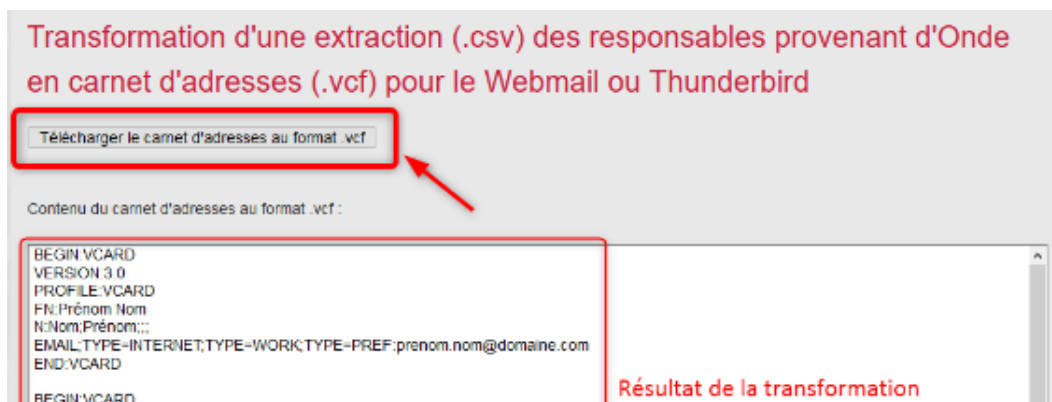 Transformation d'une extraction (.csv) des responsables provenant d'Onde
en carnet d'adresses (.vcf) pour le Webmail ou Thunderbird
Télécharger le carnet d'adresses au format .vcf
Contenu du carnet d'adresses au format .vcf :
BEGIN:VCARD
VERSION:3.0
PROFILE:VCARD
FN:Prénom Nom
N:Nom;Prénom;;;
EMAIL;TYPE=INTERNET;TYPE=WORK;TYPE=PREF:prenom.nom@domaine.com
END:VCARD
BEGIN:VCARD
Résultat de la transformation